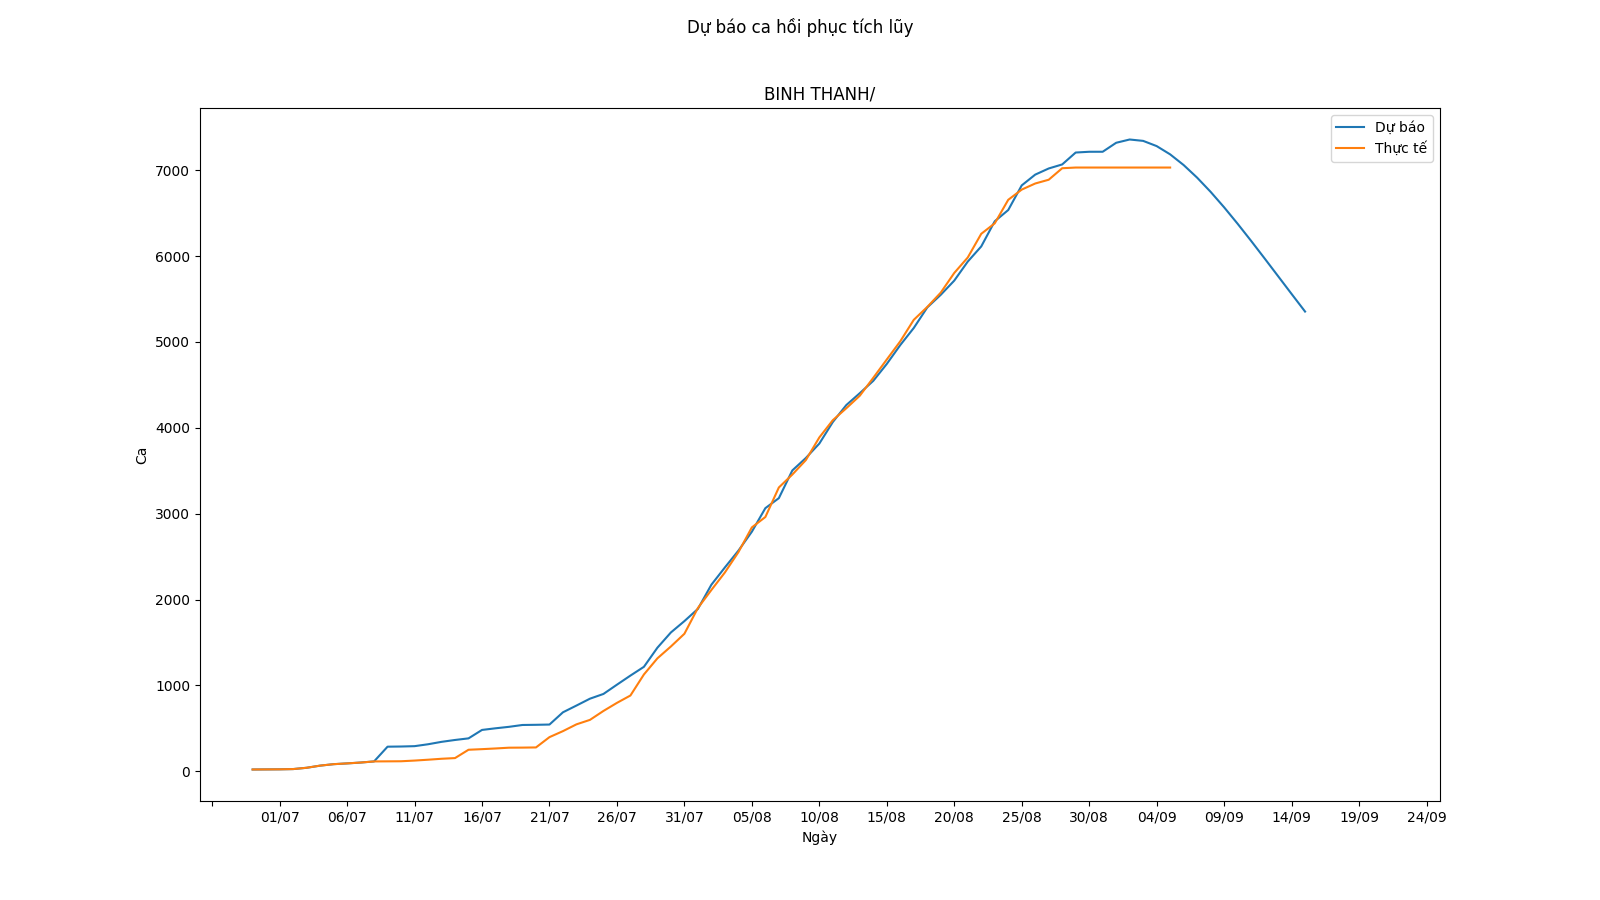 Dự báo ca hồi phục tích lũy
BINH THANH/
Dự báo
Thực tế
7000
6000
5000
4000
3000
2000
1000
0
Ca
01/07 06/07 11/07 16/07 21/07 26/07 31/07 05/08 10/08 15/08 20/08 25/08 30/08 04/09 09/09 14/09 19/09 24/09
Ngày